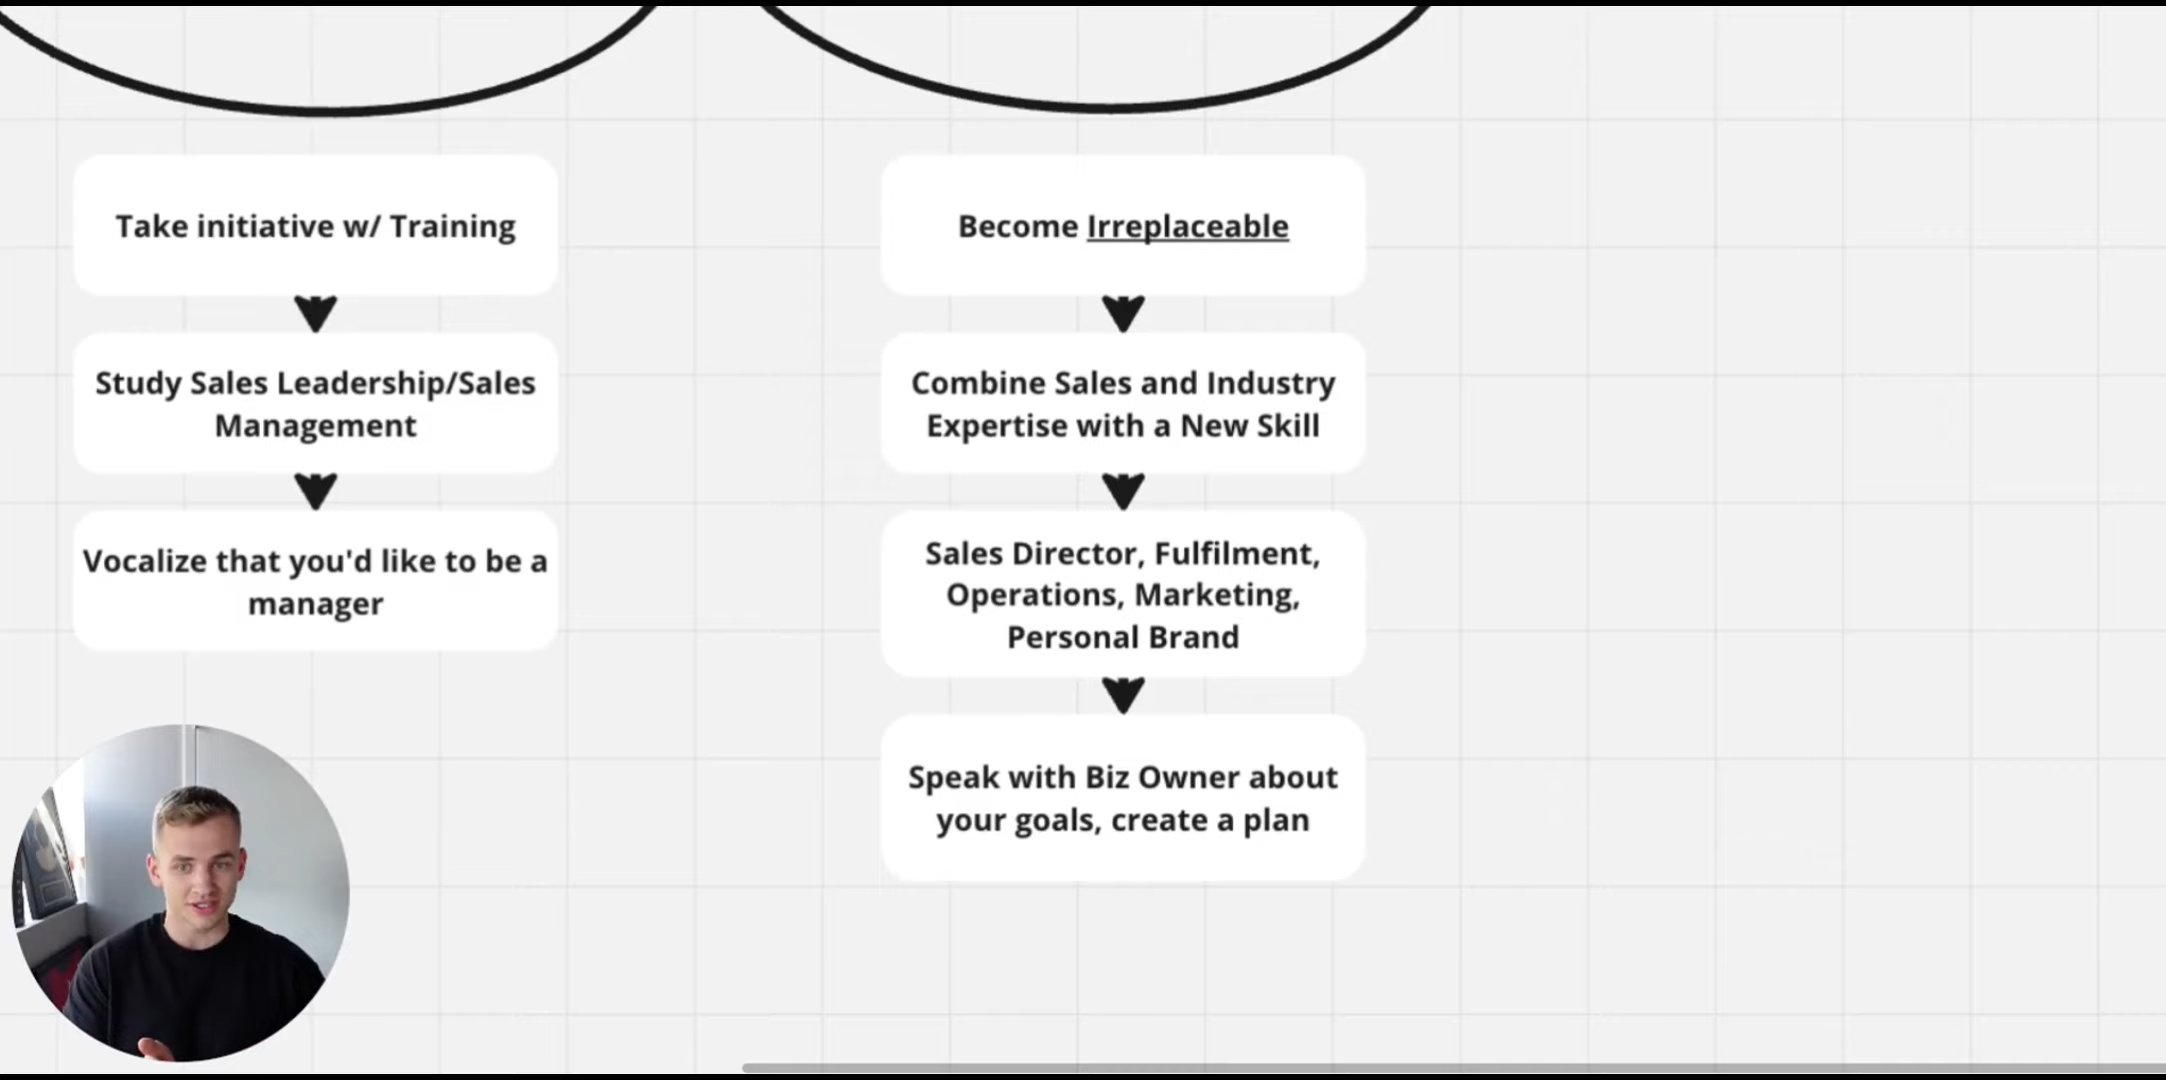 Take initiative w/ Training
Study Sales Leadership/Sales
Management
Vocalize that you'd like to be a
manager
Become Irreplaceable
Combine Sales and Industry
Expertise with a New Skill
Sales Director, Fulfilment,
Operations, Marketing,
Personal Brand
Speak with Biz Owner about
your goals, create a plan